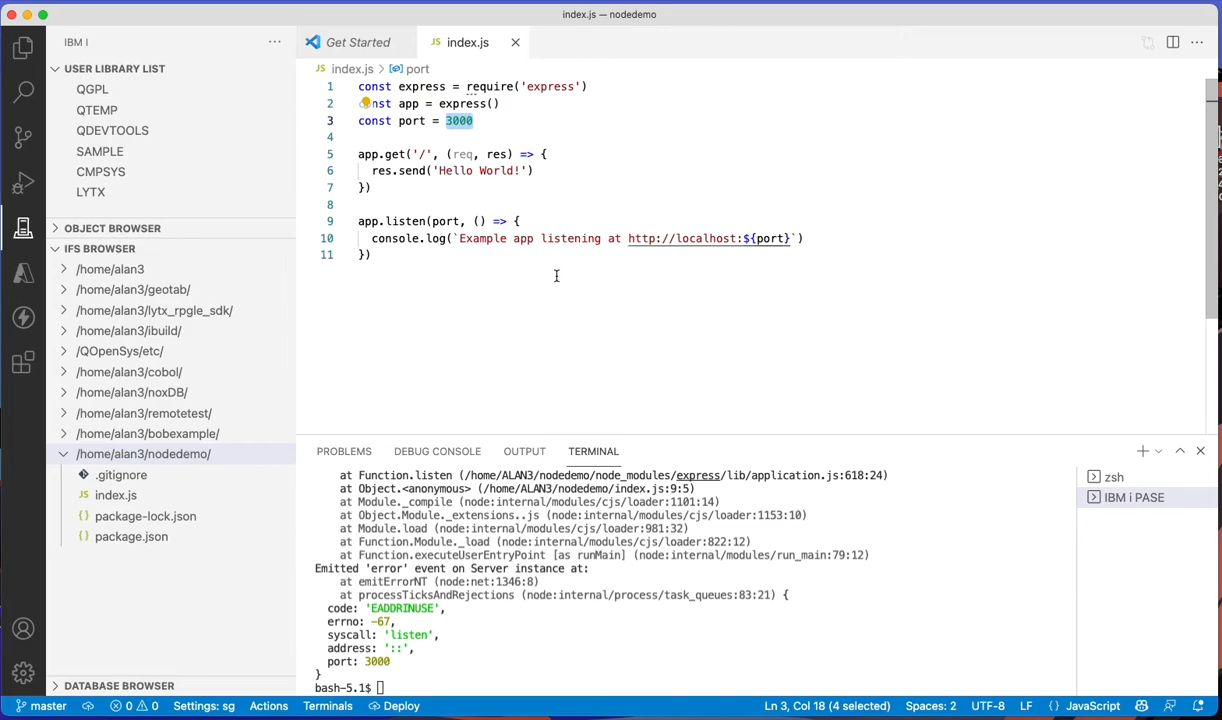 index.js — nodedemo
IBM I
···
USER LIBRARY LIST
QGPL
QTEMP
QDEVTOOLS
SAMPLE
CMPSYS
LYTX
OBJECT BROWSER
IFS BROWSER
/home/alan3
/home/alan3/geotab/
/home/alan3/lytx_rpgle_sdk/
/home/alan3/ibuild/
/QOpenSys/etc/
/home/alan3/cobol/
/home/alan3/noxDB/
/home/alan3/remotetest/
/home/alan3/bobexample/
/home/alan3/nodedemo/
.gitignore
JS index.js
{} package-lock.json
{} package.json
DATABASE BROWSER
Get Started
JS index.js
JS index.js > port
1 const express = require('express')
2 nst app = express()
3 const port = 3000
4
5 app.get('/', (req, res) => {
6 res.send('Hello World!')
7 })
8
9 app.listen(port, () => {
10 console.log(`Example app listening at http://localhost:${port}`)
11 })
PROBLEMS DEBUG CONSOLE OUTPUT TERMINAL
at Function.listen (/home/ALAN3/nodedemo/node_modules/express/lib/application.js:618:24)
at Object.<anonymous> (/home/ALAN3/nodedemo/index.js:9:5)
at Module._compile (node:internal/modules/cjs/loader:1101:14)
at Object.Module._extensions..js (node:internal/modules/cjs/loader:1153:10)
at Module.load (node:internal/modules/cjs/loader:981:32)
at Function.Module._load (node:internal/modules/cjs/loader:822:12)
at Function.executeUserEntryPoint [as runMain] (node:internal/modules/run_main:79:12)
Emitted 'error' event on Server instance at:
at emitErrorNT (node:net:1346:8)
at processTicksAndRejections (node:internal/process/task_queues:83:21) {
code: 'EADDRINUSE',
errno: -67,
syscall: 'listen',
address: '::',
port: 3000
}
bash-5.1$
zsh
IBM i PASE
master 0 0 Settings: sg Actions Terminals Deploy Ln 3, Col 18 (4 selected) Spaces: 2 UTF-8 LF {} JavaScript